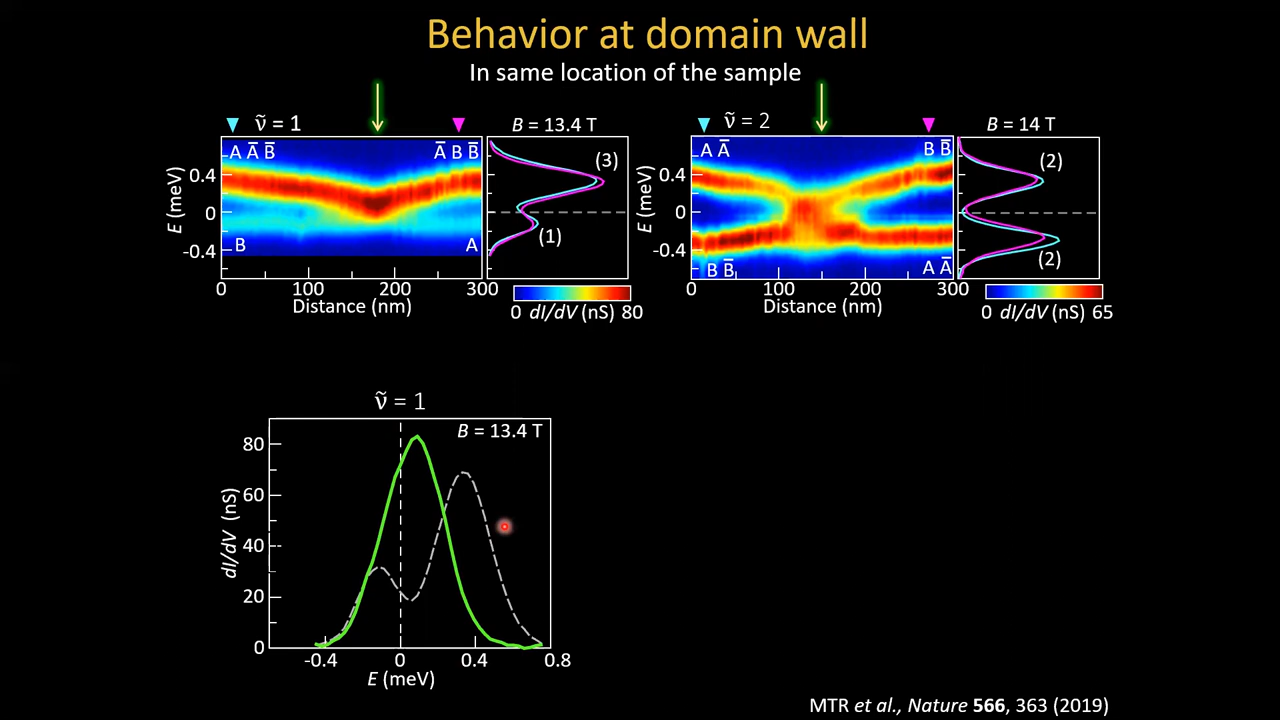 Behavior at domain wall
In same location of the sample
ν̃ = 1
B = 13.4 T
A A̅ B̅
A̅ B B̅
(3)
(1)
B
A
E (meV)
0.4
0
-0.4
0 100 200 300
Distance (nm)
0 dI/dV (nS) 80
ν̃ = 2
B = 14 T
A A̅
B B̅
(2)
(2)
B B̅
A A̅
E (meV)
0.4
0
-0.4
0 100 200 300
Distance (nm)
0 dI/dV (nS) 65
ν̃ = 1
B = 13.4 T
dI/dV (nS)
80
60
40
20
0
-0.4 0 0.4 0.8
E (meV)
MTR et al., Nature 566, 363 (2019)